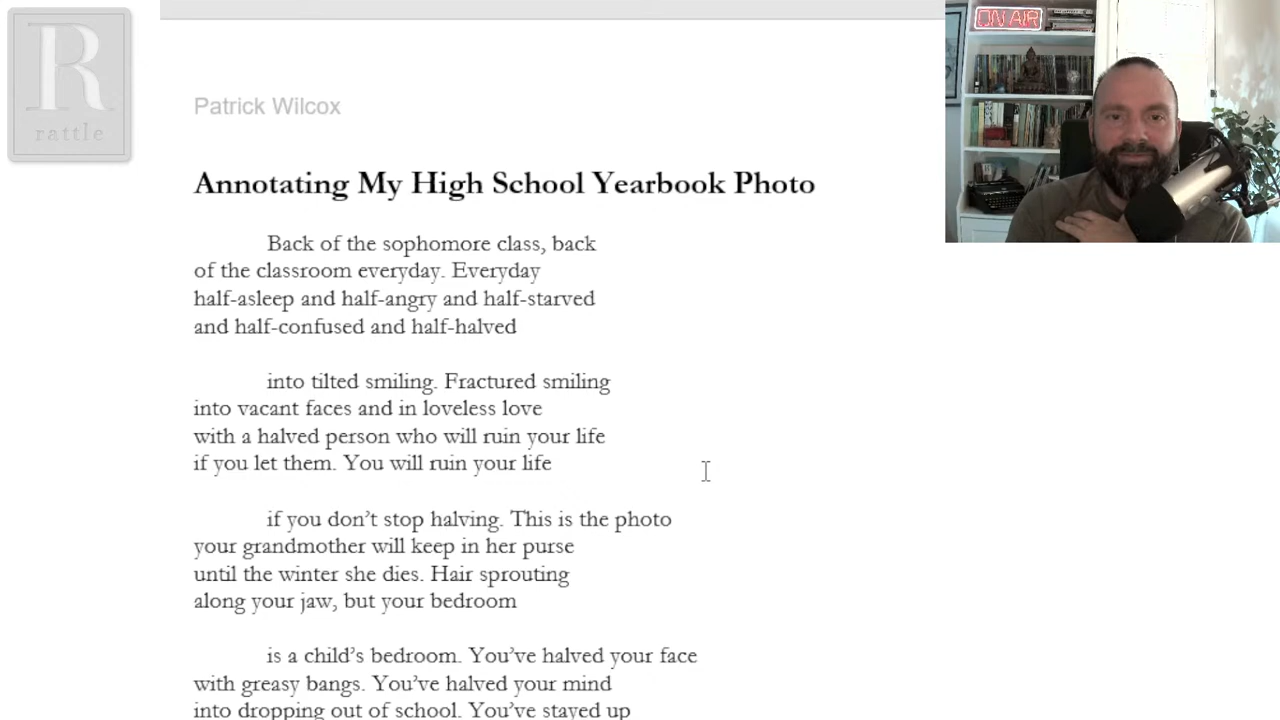 R
rattle
ON AIR
Patrick Wilcox
Annotating My High School Yearbook Photo
Back of the sophomore class, back
of the classroom everyday. Everyday
half-asleep and half-angry and half-starved
and half-confused and half-halved
into tilted smiling. Fractured smiling
into vacant faces and in loveless love
with a halved person who will ruin your life
if you let them. You will ruin your life
if you don’t stop halving. This is the photo
your grandmother will keep in her purse
until the winter she dies. Hair sprouting
along your jaw, but your bedroom
is a child’s bedroom. You’ve halved your face
with greasy bangs. You’ve halved your mind
into dropping out of school. You’ve stayed up